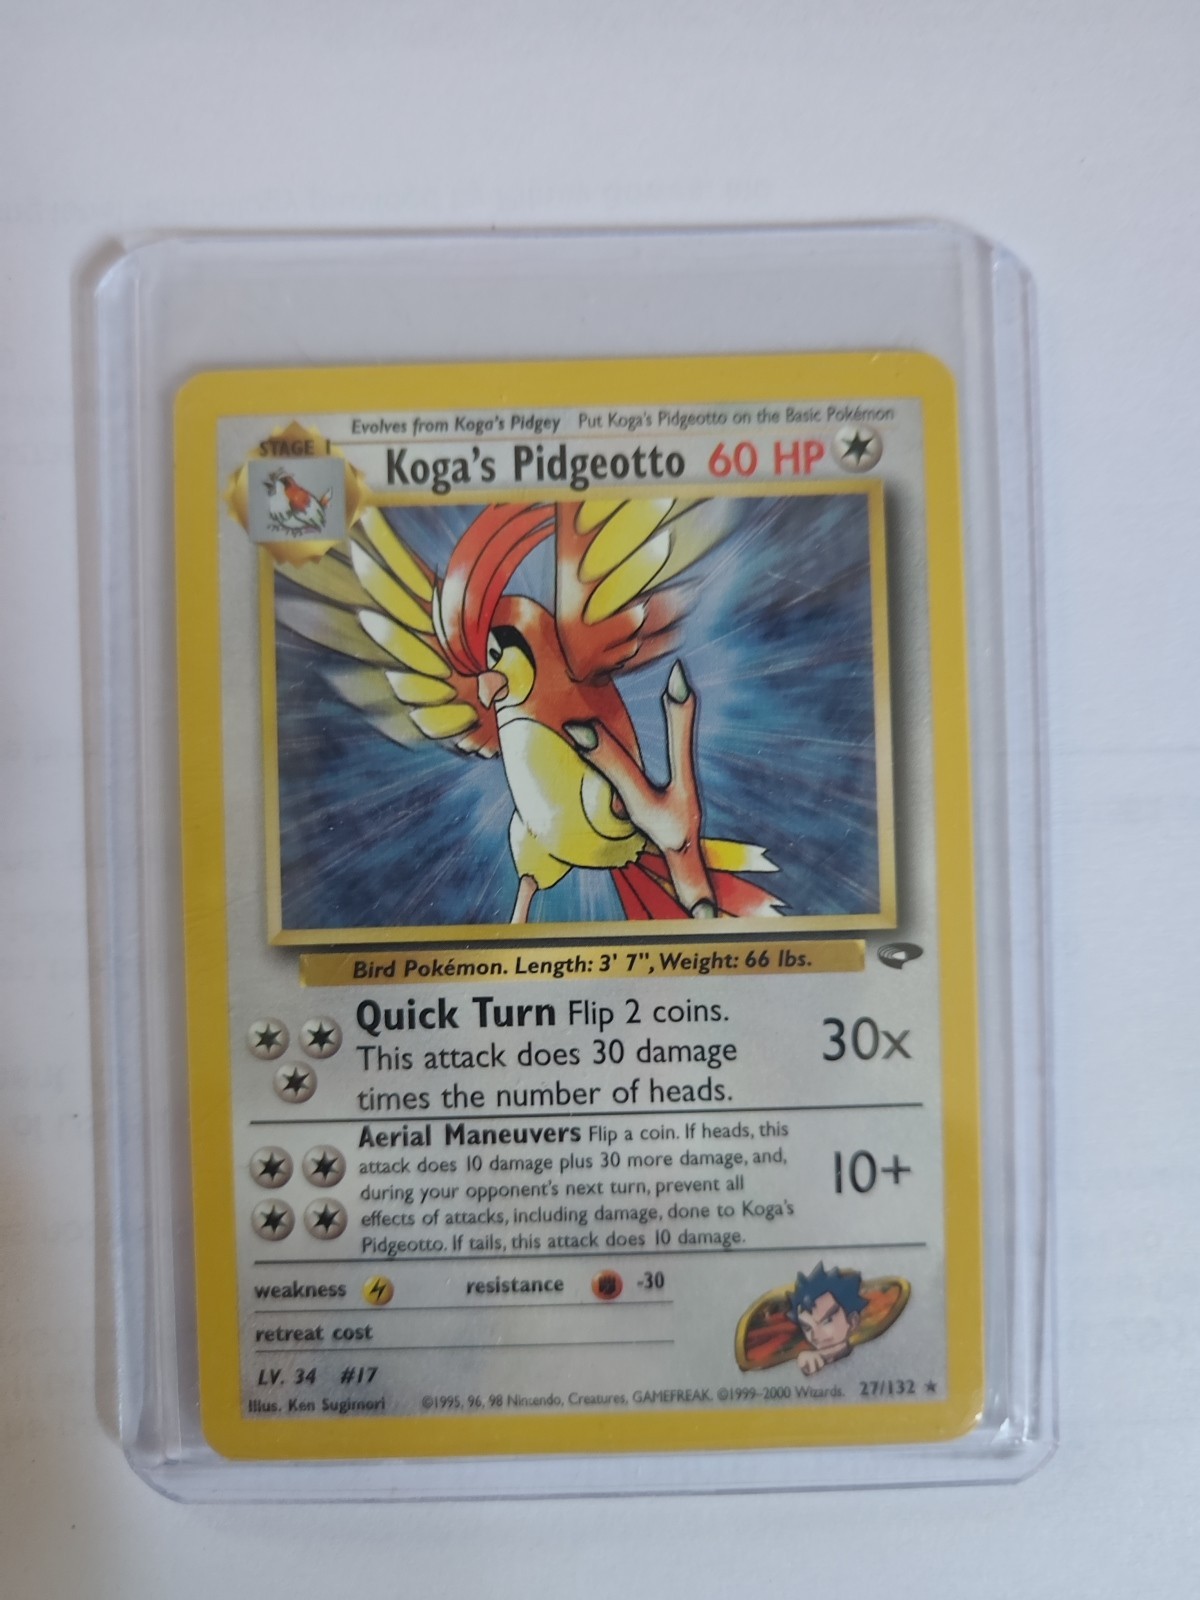 Evolves from Koga's Pidgey Put Koga's Pidgeotto on the Basic Pokémon
STAGE 1
Koga's Pidgeotto 60 HP
Bird Pokémon. Length: 3' 7", Weight: 66 lbs.
Quick Turn Flip 2 coins.
This attack does 30 damage
times the number of heads.
30x
Aerial Maneuvers Flip a coin. If heads, this
attack does 10 damage plus 30 more damage, and,
during your opponent's next turn, prevent all
effects of attacks, including damage, done to Koga's
Pidgeotto. If tails, this attack does 10 damage.
10+
weakness resistance -30
retreat cost
LV. 34 #17
Illus. Ken Sugimori ©1995, 96, 98 Nintendo, Creatures, GAMEFREAK. ©1999-2000 Wizards. 27/132 ★